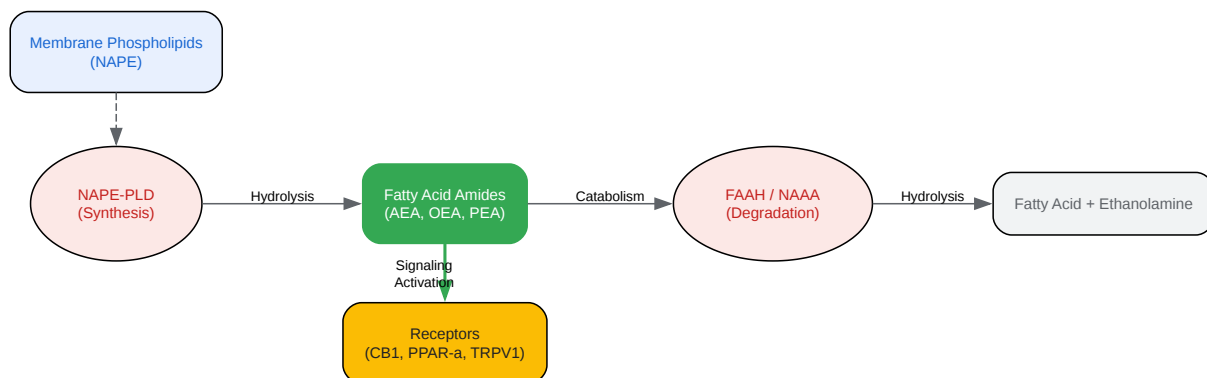 Membrane Phospholipids
(NAPE)
NAPE-PLD
(Synthesis)
Hydrolysis
Fatty Acid Amides
(AEA, OEA, PEA)
Catabolism
FAAH / NAAA
(Degradation)
Hydrolysis
Fatty Acid + Ethanolamine
Signaling
Activation
Receptors
(CB1, PPAR-a, TRPV1)